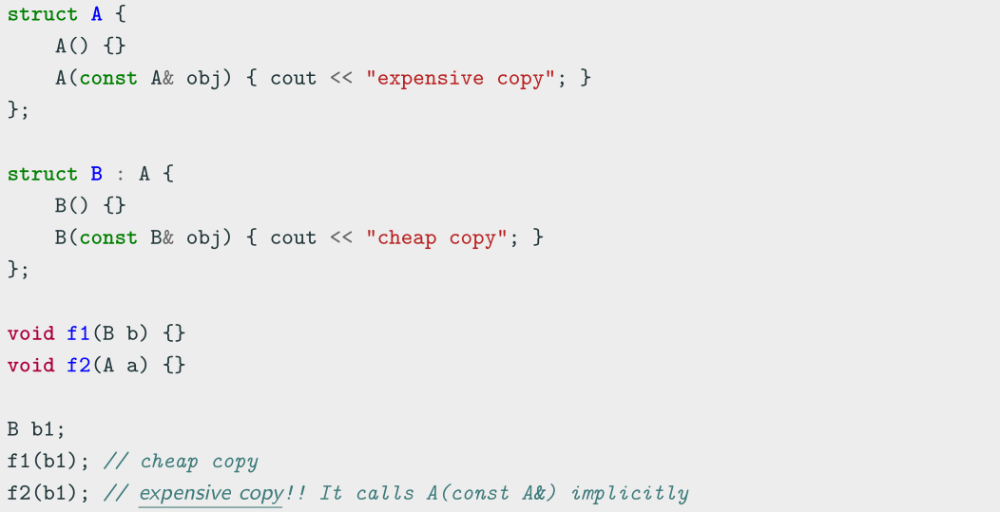 struct A {
    A() {}
    A(const A& obj) { cout << "expensive copy"; }
};

struct B : A {
    B() {}
    B(const B& obj) { cout << "cheap copy"; }
};

void f1(B b) {}
void f2(A a) {}

B b1;
f1(b1); // cheap copy
f2(b1); // expensive copy!! It calls A(const A&) implicitly